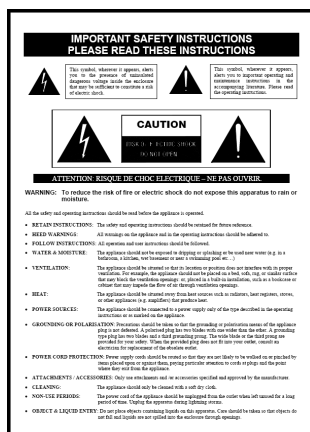 IMPORTANT SAFETY INSTRUCTIONS
PLEASE READ THESE INSTRUCTIONS
This symbol, wherever it appears, alerts
you to the presence of uninsulated
dangerous voltage inside the enclosure
that may be sufficient to constitute a risk
of electric shock.
This symbol, wherever it appears,
alerts you to important operating and
maintenance instructions in the
accompanying literature. Please read
the operating instructions.
CAUTION
RISK OF ELECTRIC SHOCK
DO NOT OPEN
ATTENTION: RISQUE DE CHOC ELECTRIQUE – NE PAS OUVRIR.
WARNING: To reduce the risk of fire or electric shock do not expose this apparatus to rain or
moisture.
All the safety and operating instructions should be read before the appliance is operated.
• RETAIN INSTRUCTIONS: The safety and operating instructions should be retained for future reference.
• HEED WARNINGS: All warnings on the appliance and in the operating instructions should be adhered to.
• FOLLOW INSTRUCTIONS: All operation and user instructions should be followed.
• WATER & MOISTURE: The appliance should not be exposed to dripping or splashing or be used near water (e.g. in a
bathroom, a kitchen, wet basement or near a swimming pool etc. ...)
• VENTILATION: The appliance should be situated so that its location or position does not interfere with its proper
ventilation. For example, the appliance should not be placed on a bed, sofa, rug, or similar surface
that may block the ventilation openings: or, placed in a built-in installation, such as a bookcase or
cabinet that may impede the flow of air through ventilation openings.
• HEAT: The appliance should be situated away from heat sources such as radiators, heat registers, stoves,
or other appliances (e.g. amplifiers) that produce heat.
• POWER SOURCES: The appliance should be connected to a power supply only of the type described in the operating
instructions or as marked on the appliance.
• GROUNDING OR POLARISATION: Precautions should be taken so that the grounding or polarisation means of the appliance
plug is not defeated. A polarised plug has two blades with one wider than the other. A grounding
type plug has two blades and a third grounding prong. The wide blade or the third prong are
provided for your safety. When the provided plug does not fit into your outlet, consult an
electrician for replacement of the obsolete outlet.
• POWER CORD PROTECTION: Power supply cords should be routed so that they are not likely to be walked on or pinched by
items placed upon or against them, paying particular attention to cords at plugs and the point
where they exit from the appliance.
• ATTACHMENTS / ACCESSORIES: Only use attachments and /or accessories specified and approved by the manufacturer.
• CLEANING: The appliance should only be cleaned with a soft dry cloth.
• NON-USE PERIODS: The power cord of the appliance should be unplugged from the outlet when left unused for a long
period of time. Unplug the apparatus during lightning storms.
• OBJECT & LIQUID ENTRY: Do not place objects containing liquids on this apparatus. Care should be taken so that objects do
not fall and liquids are not spilled into the enclosure through openings.